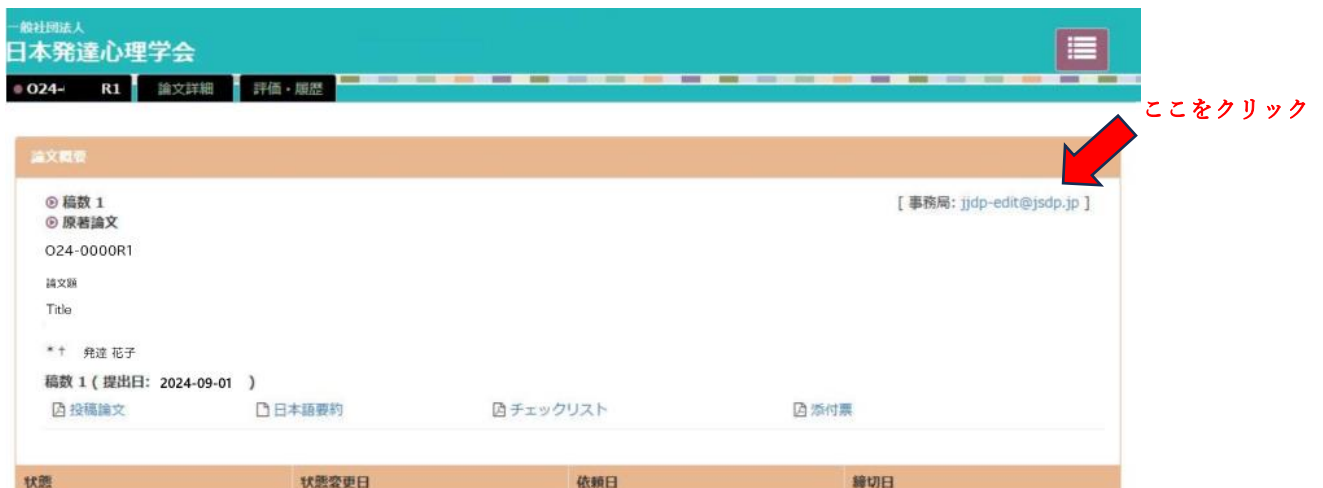 一般社団法人
日本発達心理学会
024- R1 論文詳細 評価・履歴
ここをクリック
論文概要
稿数 1
[ 事務局: jjdp-edit@jsdp.jp ]
原著論文
O24-0000R1
論文題
Title
* † 発達 花子
稿数 1 ( 提出日: 2024-09-01 )
投稿論文 日本語要約 チェックリスト 添付票
状態 状態変更日 依頼日 締切日